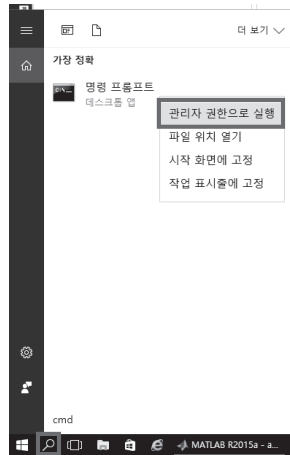 더 보기
가장 정확
명령 프롬프트
데스크톱 앱
관리자 권한으로 실행
파일 위치 열기
시작 화면에 고정
작업 표시줄에 고정
cmd
MATLAB R2015a - a...